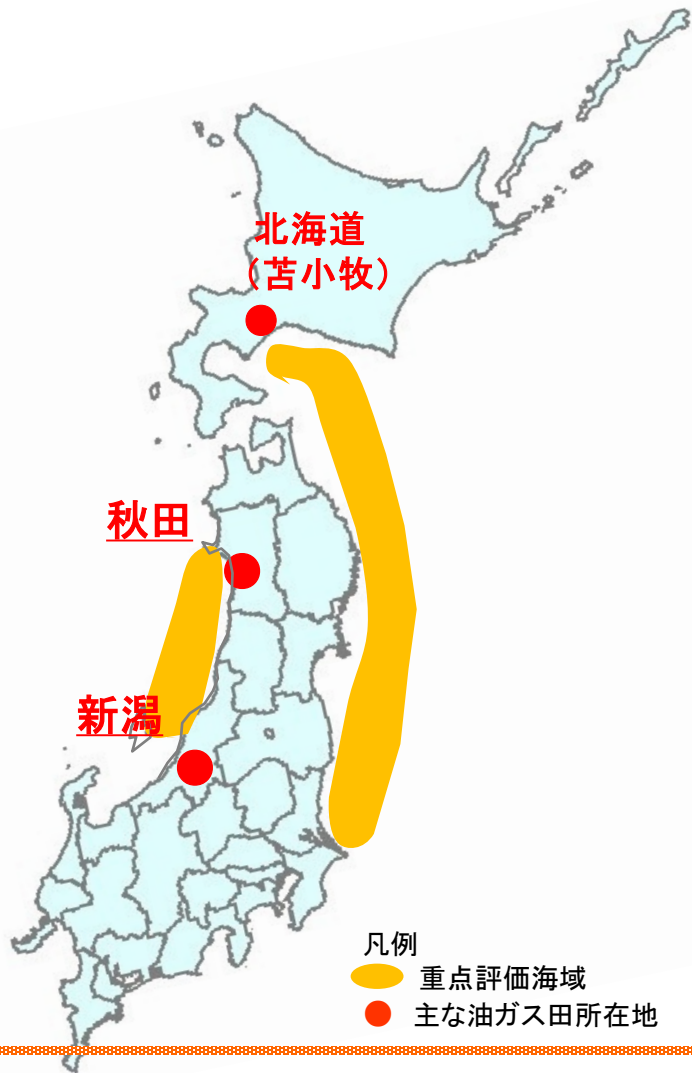 北海道
（苫小牧）
秋田
新潟
凡例
重点評価海域
主な油ガス田所在地